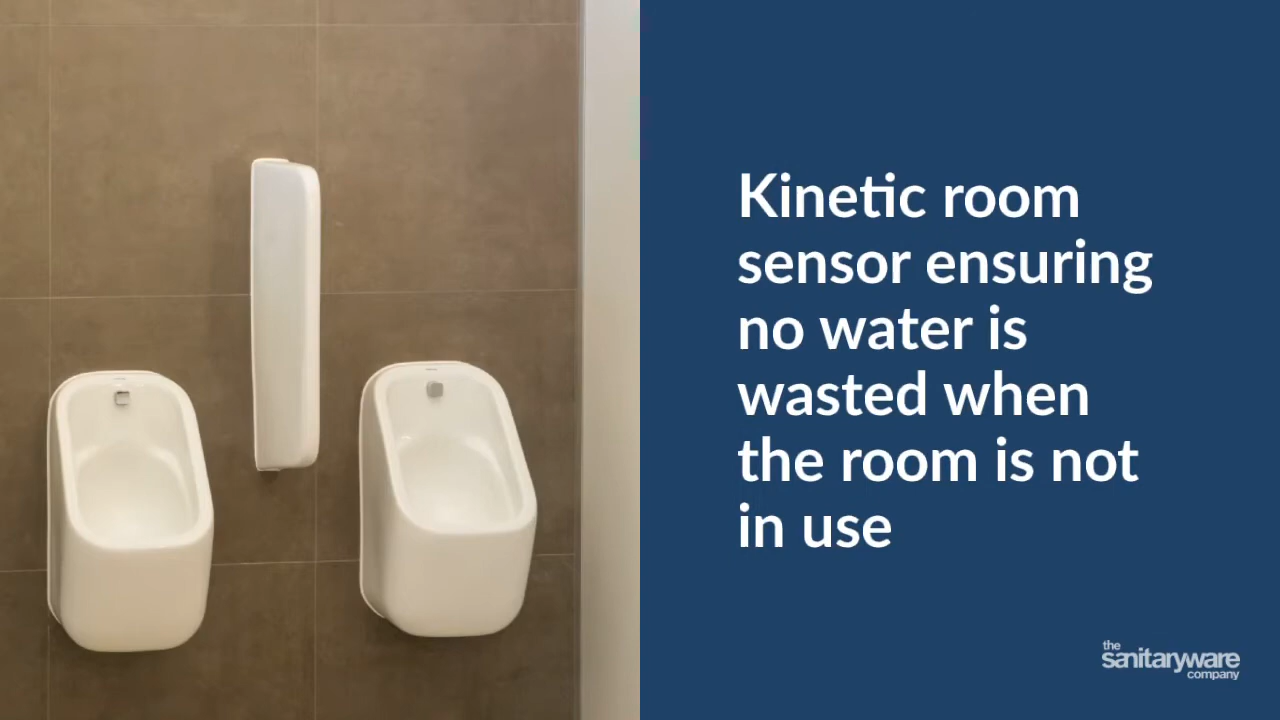 Kinetic room
sensor ensuring
no water is
wasted when
the room is not
in use
the
sanitaryware
company